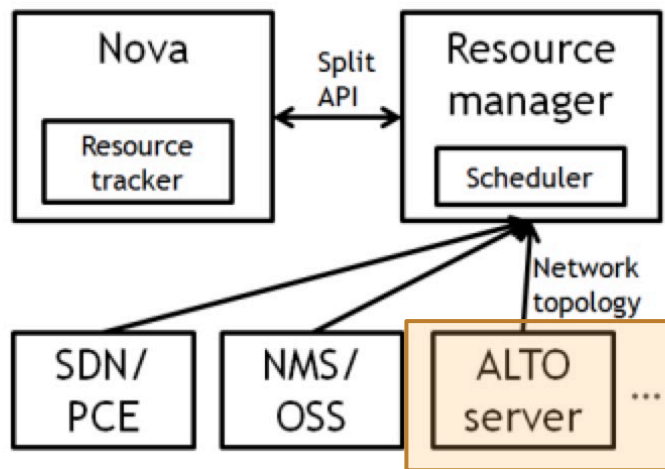 Nova
Split
API
Resource
manager
Resource
tracker
Scheduler
Network
topology
SDN/
PCE
NMS/
OSS
ALTO
server
...